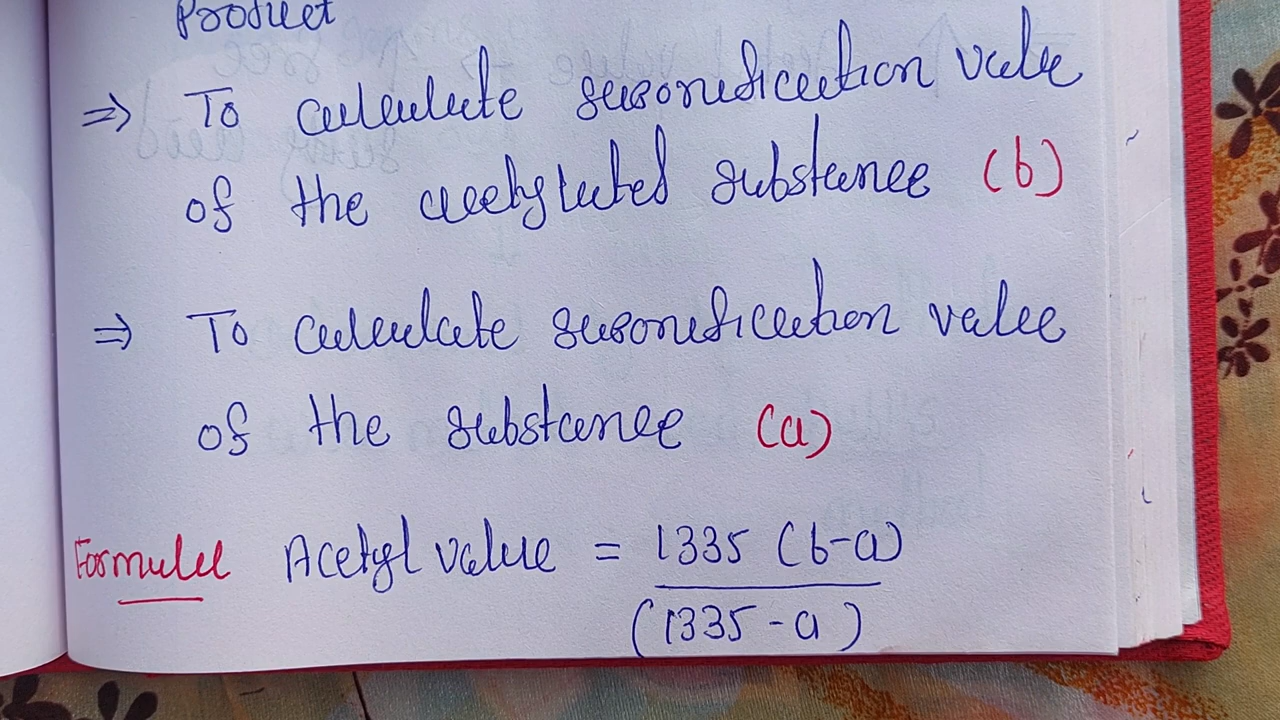 Product
⇒ To calculate saponification value
of the acetylated substance (b)
⇒ To calculate saponification value
of the substance (a)
Formula Acetyl value = 1335 (b-a)
(1335-a)